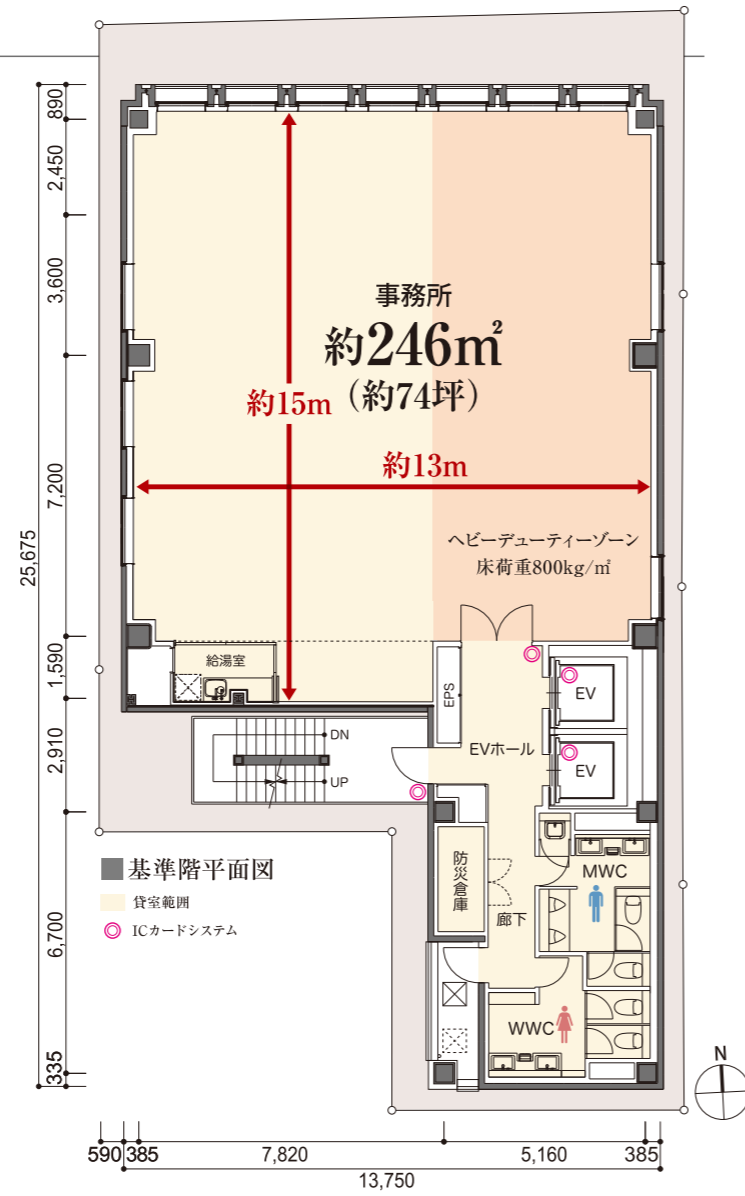 890
2,450
3,600
7,200
25,675
1,590
2,910
6,700
335
事務所
約246㎡
（約74坪）
約15m
約13m
ヘビーデューティーゾーン
床荷重800kg/㎡
給湯室
EPS
EV
EVホール
EV
DN
UP
防災倉庫
廊下
MWC
WWC
基準階平面図
貸室範囲
ICカードシステム
N
590 385 7,820 5,160 385
13,750